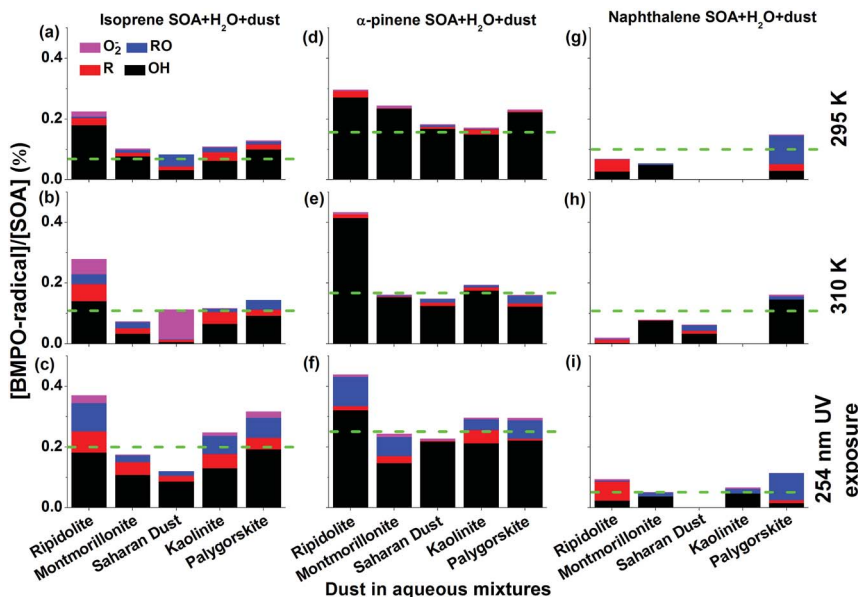 Isoprene SOA+H2O+dust
α-pinene SOA+H2O+dust
Naphthalene SOA+H2O+dust
(a)
(d)
(g)
O2- RO
R OH
0.4
0.2
0.0
295 K
(b)
(e)
(h)
0.4
0.2
0.0
310 K
(c)
(f)
(i)
0.4
0.2
0.0
254 nm UV
exposure
[BMPO-radical]/[SOA] (%)
Ripidolite
Montmorillonite
Saharan Dust
Kaolinite
Palygorskite
Ripidolite
Montmorillonite
Saharan Dust
Kaolinite
Palygorskite
Ripidolite
Montmorillonite
Saharan Dust
Kaolinite
Palygorskite
Dust in aqueous mixtures